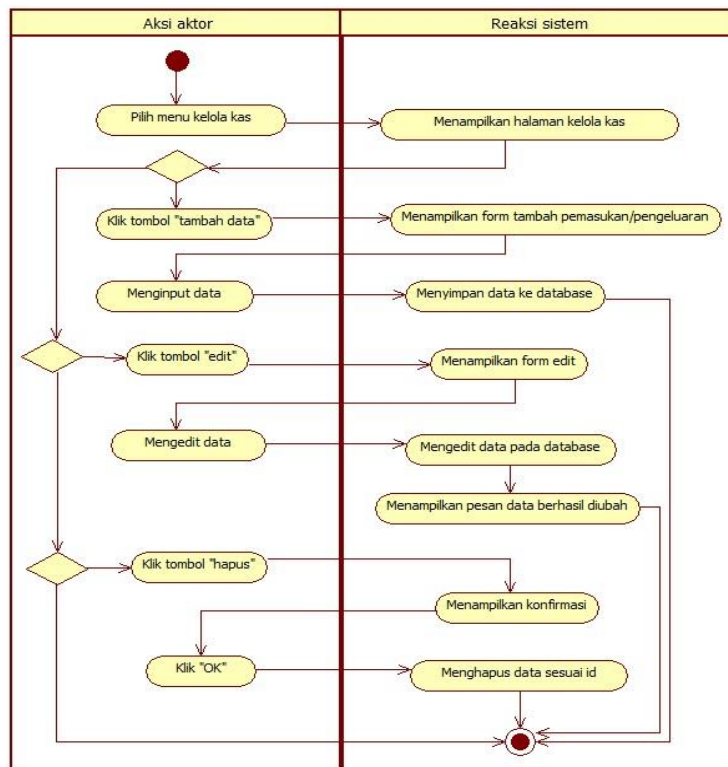 Aksi aktor
Reaksi sistem
Pilih menu kelola kas
Menampilkan halaman kelola kas
Klik tombol "tambah data"
Menampilkan form tambah pemasukan/pengeluaran
Menginput data
Menyimpan data ke database
Klik tombol "edit"
Menampilkan form edit
Mengedit data
Mengedit data pada database
Menampilkan pesan data berhasil diubah
Klik tombol "hapus"
Menampilkan konfirmasi
Klik "OK"
Menghapus data sesuai id